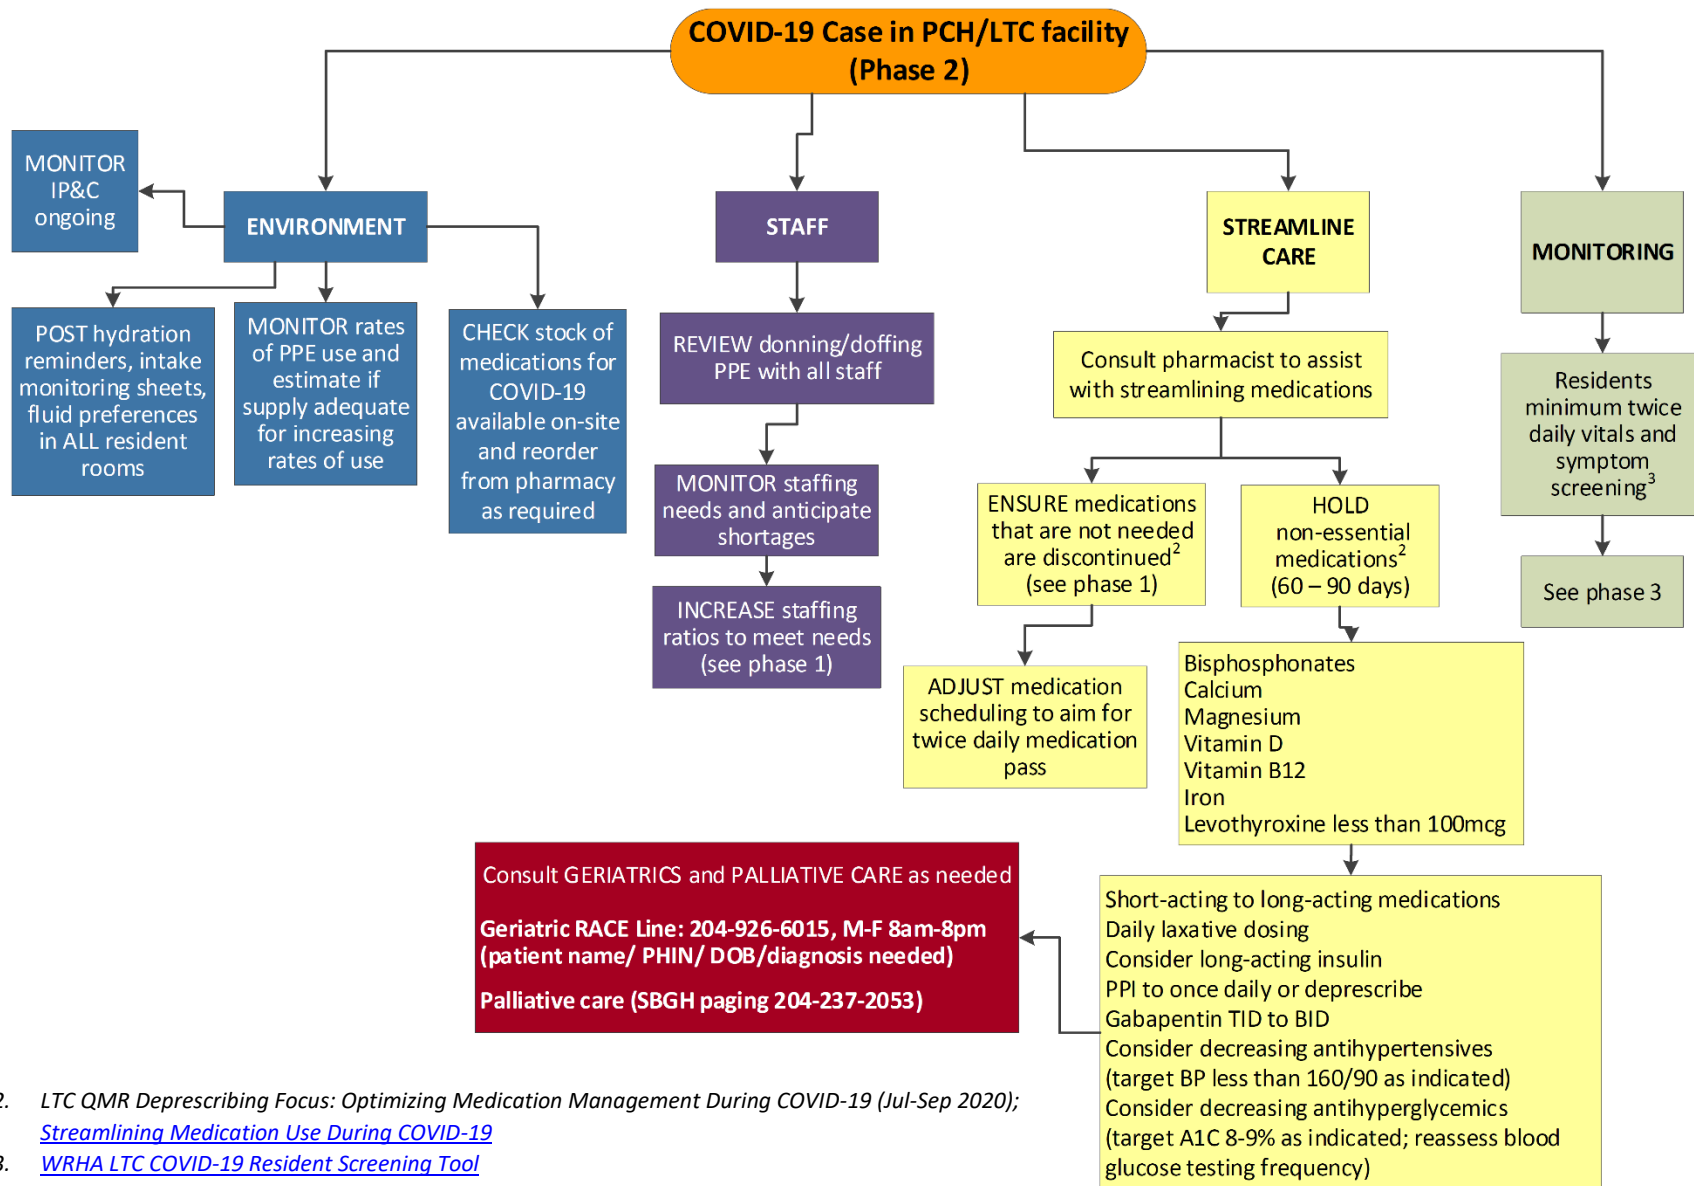 COVID-19 Case in PCH/LTC facility
(Phase 2)
MONITOR
IP&C
ongoing
ENVIRONMENT
POST hydration
reminders, intake
monitoring sheets,
fluid preferences
in ALL resident
rooms
MONITOR rates
of PPE use and
estimate if
supply adequate
for increasing
rates of use
CHECK stock of
medications for
COVID-19
available on-site
and reorder
from pharmacy
as required
STAFF
REVIEW donning/doffing
PPE with all staff
MONITOR staffing
needs and anticipate
shortages
INCREASE staffing
ratios to meet needs
(see phase 1)
STREAMLINE
CARE
Consult pharmacist to assist
with streamlining medications
ENSURE medications
that are not needed
are discontinued²
(see phase 1)
ADJUST medication
scheduling to aim for
twice daily medication
pass
HOLD
non-essential
medications²
(60 – 90 days)
Bisphosphonates
Calcium
Magnesium
Vitamin D
Vitamin B12
Iron
Levothyroxine less than 100mcg
Short-acting to long-acting medications
Daily laxative dosing
Consider long-acting insulin
PPI to once daily or deprescribe
Gabapentin TID to BID
Consider decreasing antihypertensives
(target BP less than 160/90 as indicated)
Consider decreasing antihyperglycemics
(target A1C 8-9% as indicated; reassess blood
glucose testing frequency)
Consult GERIATRICS and PALLIATIVE CARE as needed
Geriatric RACE Line: 204-926-6015, M-F 8am-8pm
(patient name/ PHIN/ DOB/diagnosis needed)
Palliative care (SBGH paging 204-237-2053)
MONITORING
Residents
minimum twice
daily vitals and
symptom
screening³
See phase 3
2. LTC QMR Deprescribing Focus: Optimizing Medication Management During COVID-19 (Jul-Sep 2020);
Streamlining Medication Use During COVID-19
3. WRHA LTC COVID-19 Resident Screening Tool